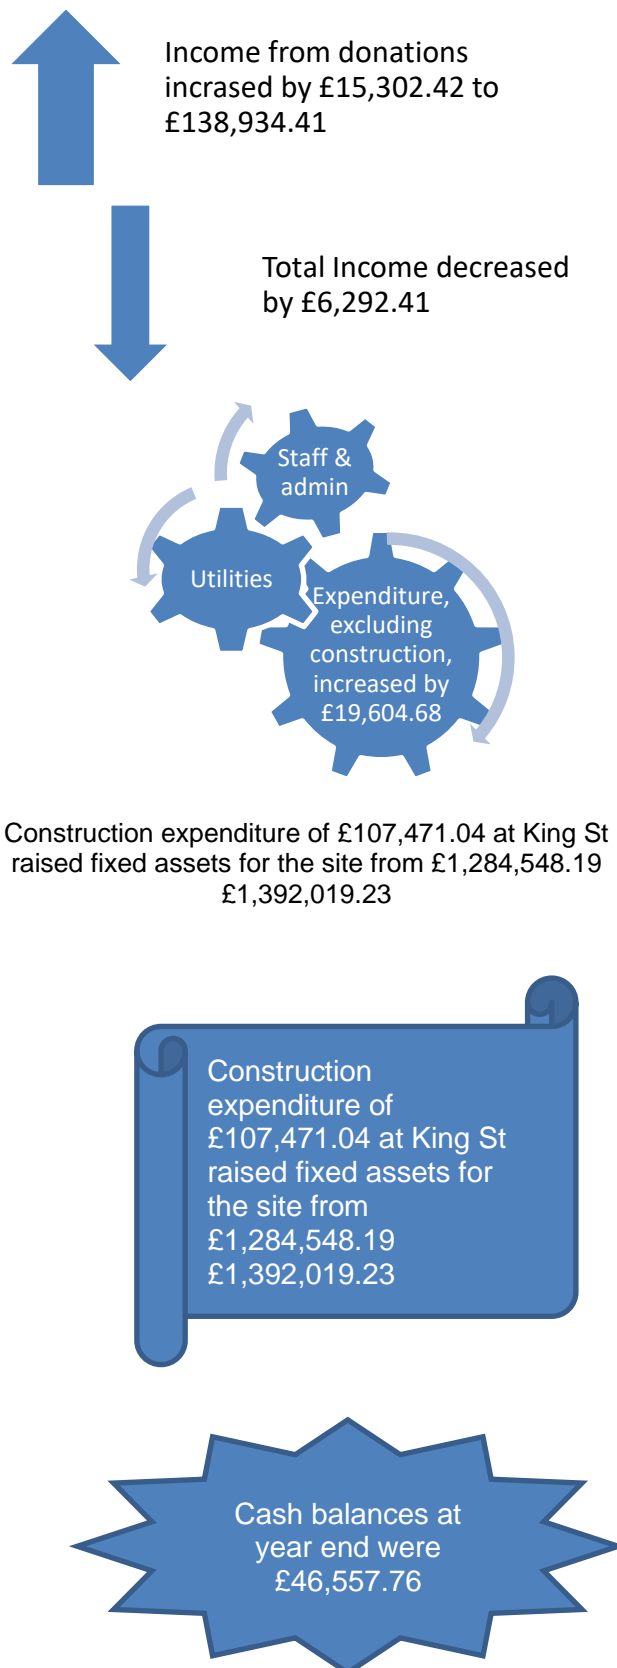 Income from donations
incrased by £15,302.42 to
£138,934.41
Total Income decreased
by £6,292.41
Staff &
admin
Utilities
Expenditure,
excluding
construction,
increased by
£19,604.68
Construction expenditure of £107,471.04 at King St
raised fixed assets for the site from £1,284,548.19
£1,392,019.23
Construction
expenditure of
£107,471.04 at King St
raised fixed assets for
the site from
£1,284,548.19
£1,392,019.23
Cash balances at
year end were
£46,557.76